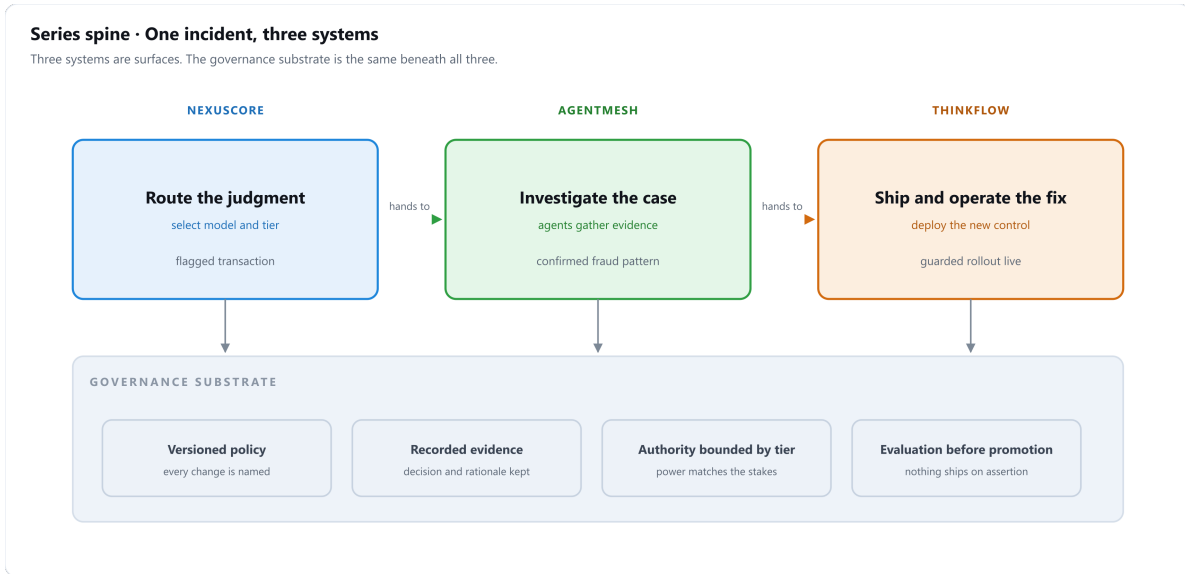 Series spine · One incident, three systems
Three systems are surfaces. The governance substrate is the same beneath all three.
NEXUSCORE
AGENTMESH
THINKFLOW
Route the judgment
select model and tier
flagged transaction
hands to
Investigate the case
agents gather evidence
confirmed fraud pattern
hands to
Ship and operate the fix
deploy the new control
guarded rollout live
GOVERNANCE SUBSTRATE
Versioned policy
every change is named
Recorded evidence
decision and rationale kept
Authority bounded by tier
power matches the stakes
Evaluation before promotion
nothing ships on assertion